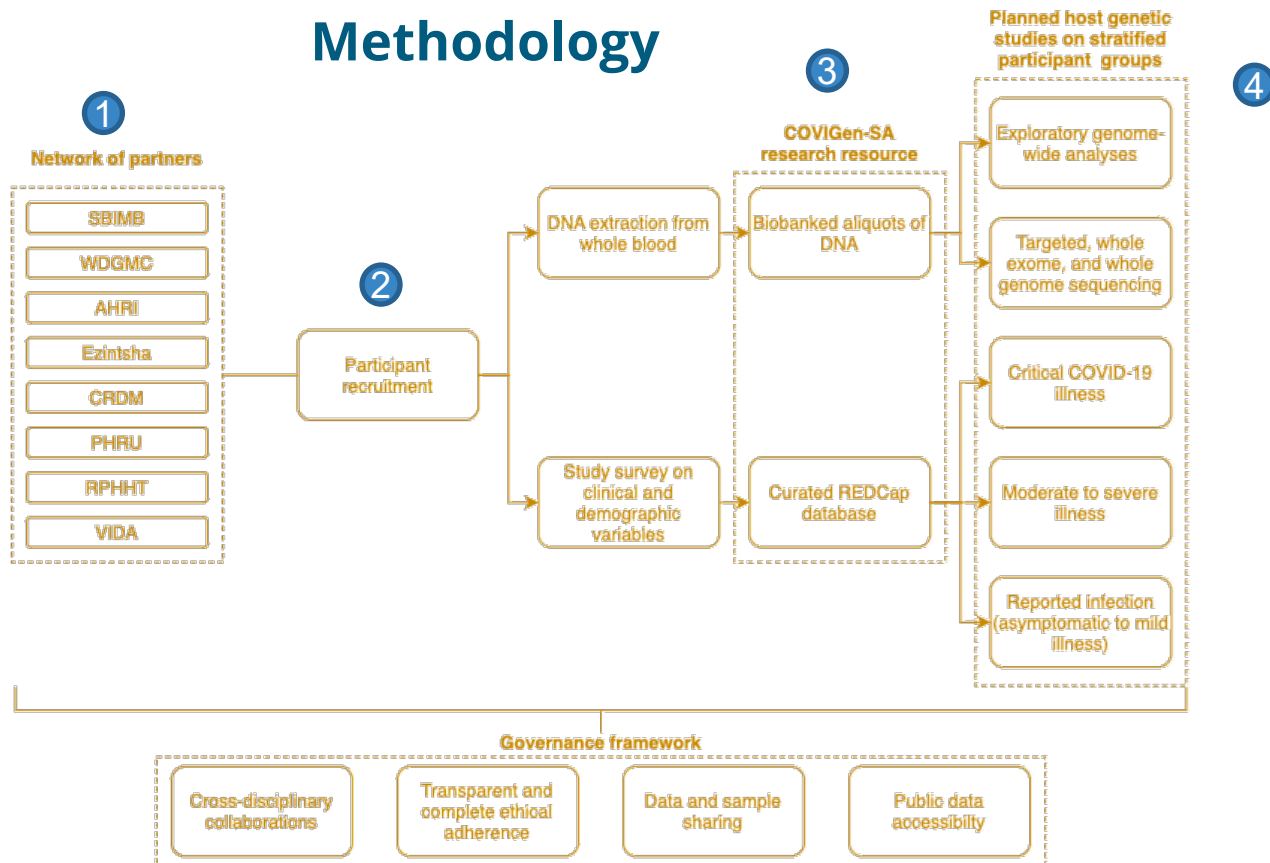 Methodology
1
Network of partners
SBIMB
WDGMC
AHRI
Ezintsha
CRDM
PHRU
RPHHT
VIDA
2
Participant
recruitment
DNA extraction from
whole blood
Study survey on
clinical and
demographic
variables
3
COVIGen-SA
research resource
Biobanked aliquots of
DNA
Curated REDCap
database
4
Planned host genetic
studies on stratified
participant groups
Exploratory genome-
wide analyses
Targeted, whole
exome, and whole
genome sequencing
Critical COVID-19
illness
Moderate to severe
illness
Reported infection
(asymptomatic to mild
illness)
Governance framework
Cross-disciplinary
collaborations
Transparent and
complete ethical
adherence
Data and sample
sharing
Public data
accessibilty